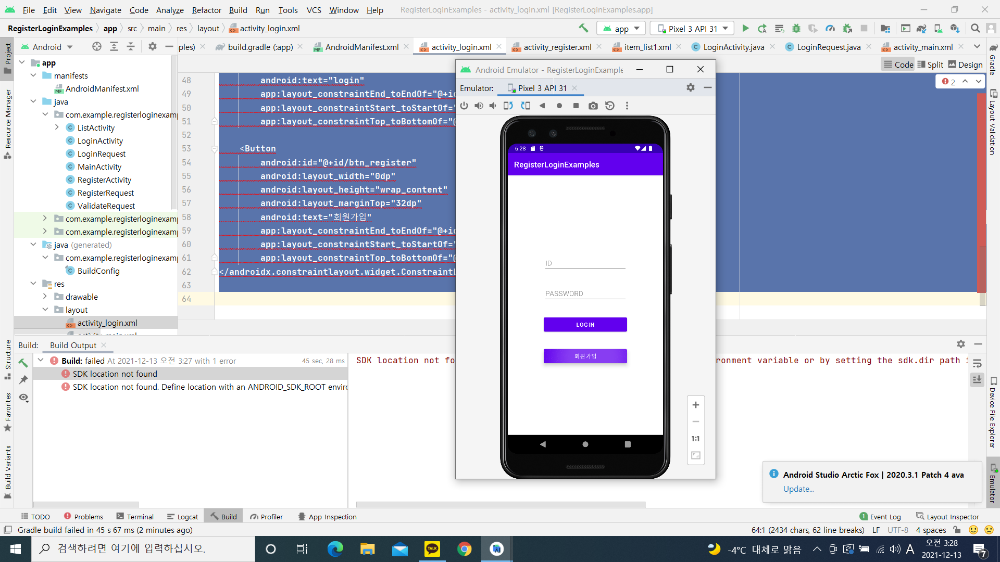 File Edit View Navigate Code Analyze Refactor Build Run Tools VCS Window Help RegisterLoginExamples - activity_login.xml [RegisterLoginExamples.app]
RegisterLoginExamples app src main res layout activity_login.xml app Pixel 3 API 31
Project Android ples) build.gradle (:app) AndroidManifest.xml activity_login.xml activity_register.xml item_list1.xml LoginActivity.java LoginRequest.java activity_main.xml Gradle
Code Split Design
2
app
manifests
AndroidManifest.xml
java
com.example.registerloginexamp
ListActivity
LoginActivity
LoginRequest
MainActivity
RegisterActivity
RegisterRequest
ValidateRequest
com.example.registerloginexamp
com.example.registerloginexamp
java (generated)
com.example.registerloginexamp
BuildConfig
res
drawable
layout
activity_login.xml
activity_main.xml
Resource Manager
Structure
Favorites
Build Variants
48 android:text="login"
49 app:layout_constraintEnd_toEndOf="@+id
50 app:layout_constraintStart_toStartOf="
51 app:layout_constraintTop_toBottomOf="@
52
53 <Button
54 android:id="@+id/btn_register"
55 android:layout_width="0dp"
56 android:layout_height="wrap_content"
57 android:layout_marginTop="32dp"
58 android:text="회원가입"
59 app:layout_constraintEnd_toEndOf="@+id
60 app:layout_constraintStart_toStartOf="
61 app:layout_constraintTop_toBottomOf="@
62 </androidx.constraintlayout.widget.ConstraintL
63
64
Android Emulator - RegisterLoginExample
Emulator: Pixel 3 API 31
6:28
RegisterLoginExamples
ID
PASSWORD
LOGIN
회원가입
1:1
Layout Validation
Device File Explorer
Emulator
Build: Build Output
Build: failed At 2021-12-13 오전 3:27 with 1 error 45 sec, 28 ms
SDK location not found
SDK location not found. Define location with an ANDROID_SDK_ROOT enviro
SDK location not fo ronment variable or by setting the sdk.dir path i
Android Studio Arctic Fox | 2020.3.1 Patch 4 ava
Update...
TODO Problems Terminal Logcat Build Profiler App Inspection 1 Event Log Layout Inspector
Gradle build failed in 45 s 67 ms (2 minutes ago) 64:1 (2434 chars, 62 line breaks) LF UTF-8 4 spaces
검색하려면 여기에 입력하십시오. TALK -4°C 대체로 맑음 A 오전 3:28
2021-12-13 7